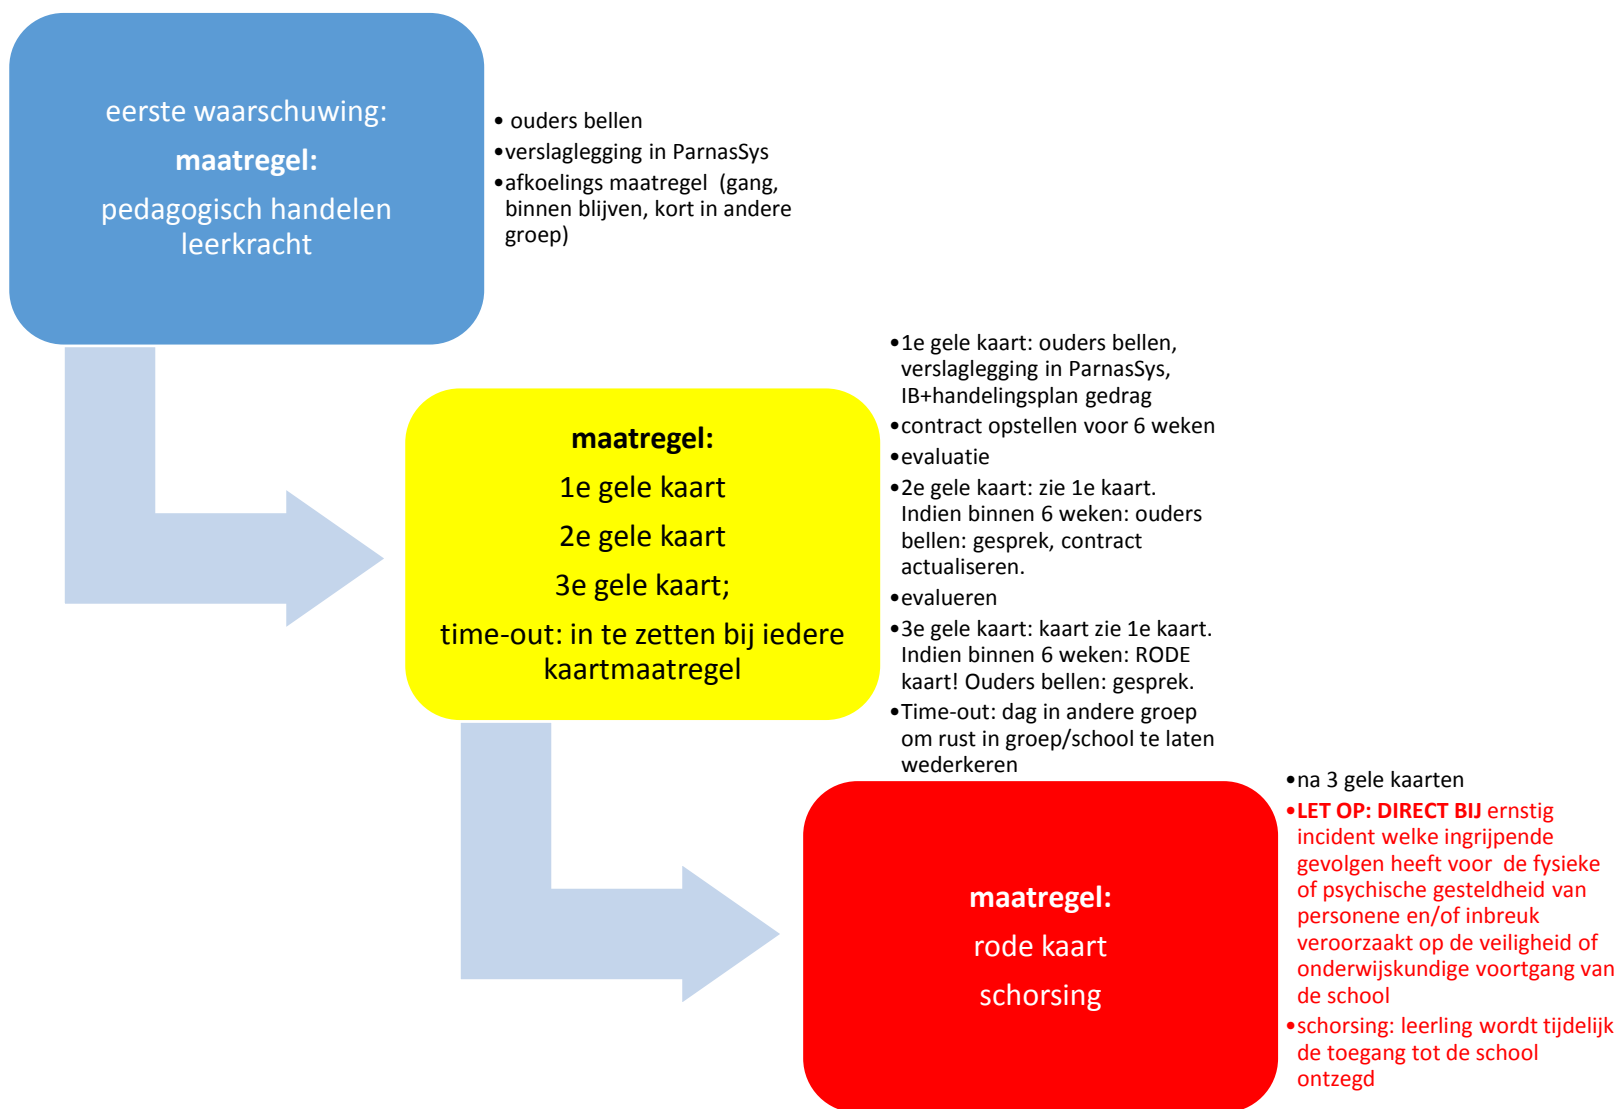 eerste waarschuwing:
maatregel:
pedagogisch handelen
leerkracht
• ouders bellen
•verslaglegging in ParnasSys
•afkoelings maatregel (gang,
binnen blijven, kort in andere
groep)
maatregel:
1e gele kaart
2e gele kaart
3e gele kaart;
time-out: in te zetten bij iedere
kaartmaatregel
•1e gele kaart: ouders bellen,
verslaglegging in ParnasSys,
IB+handelingsplan gedrag
•contract opstellen voor 6 weken
•evaluatie
•2e gele kaart: zie 1e kaart.
Indien binnen 6 weken: ouders
bellen: gesprek, contract
actualiseren.
•evalueren
•3e gele kaart: kaart zie 1e kaart.
Indien binnen 6 weken: RODE
kaart! Ouders bellen: gesprek.
•Time-out: dag in andere groep
om rust in groep/school te laten
wederkeren
maatregel:
rode kaart
schorsing
•na 3 gele kaarten
•LET OP: DIRECT BIJ ernstig
incident welke ingrijpende
gevolgen heeft voor de fysieke
of psychische gesteldheid van
personene en/of inbreuk
veroorzaakt op de veiligheid of
onderwijskundige voortgang van
de school
•schorsing: leerling wordt tijdelijk
de toegang tot de school
ontzegd